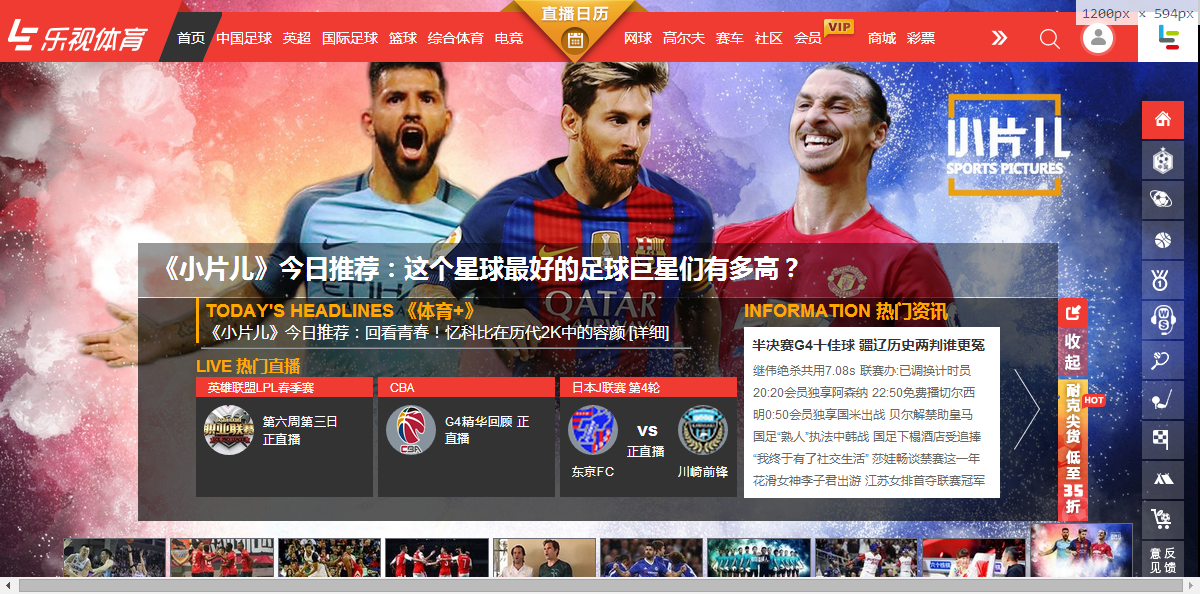 1200px × 594px
直播日历
乐视体育
首页 中国足球 英超 国际足球 篮球 综合体育 电竞 网球 高尔夫 赛车 社区 会员 VIP 商城 彩票
小片儿
SPORTS PICTURES
《小片儿》今日推荐：这个星球最好的足球巨星们有多高？
QATAR
TODAY'S HEADLINES 《体育+》
《小片儿》今日推荐：回看青春！忆科比在历代2K中的容颜 [详细]
LIVE 热门直播
英雄联盟LPL春季赛
第六周第三日
正直播
CBA
G4精华回顾 正
直播
日本J联赛 第4轮
VS
正直播
东京FC
川崎前锋
INFORMATION 热门资讯
半决赛G4十佳球 疆辽历史两判谁更冤
继伟绝杀共用7.08s 联赛办:已调换计时员
20:20会员独享阿森纳 22:50免费播切尔西
明0:50会员独享国米出战 贝尔解禁助皇马
国足“熟人”执法中韩战 国足下榻酒店受追捧
“我终于有了社交生活” 莎娃畅谈禁赛这一年
花滑女神李子君出游 江苏女排首夺联赛冠军
收起
耐克尖货 低至35折
HOT
意见反馈